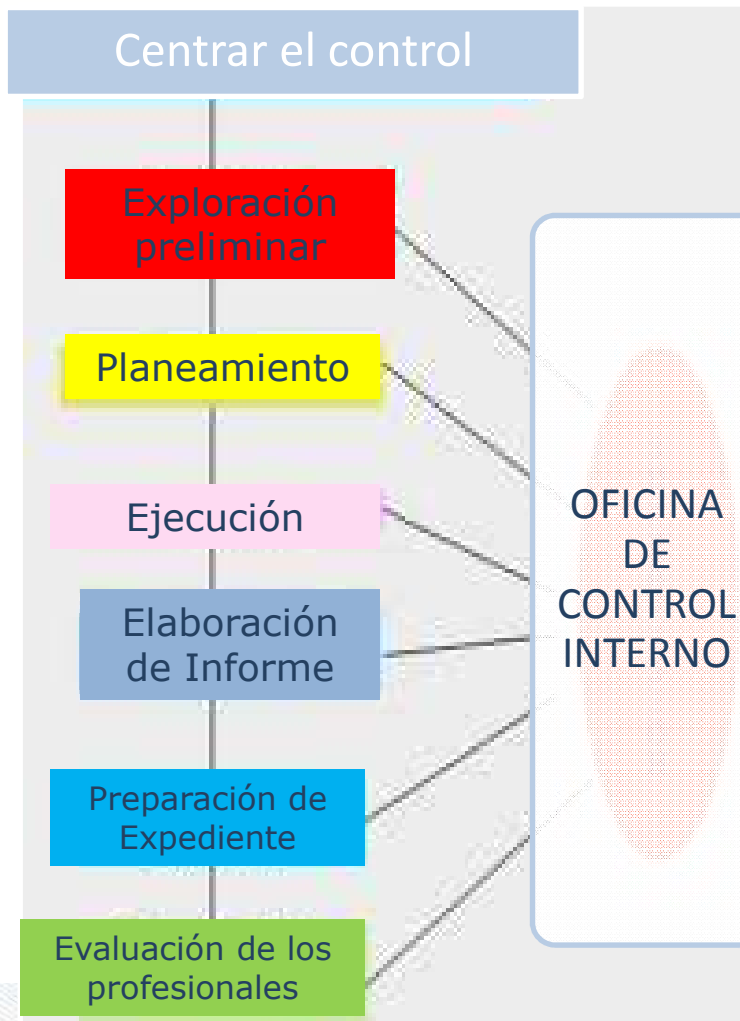 Centrar el control
Exploración
preliminar
Planeamiento
Ejecución
Elaboración
de Informe
Preparación de
Expediente
Evaluación de los
profesionales
OFICINA
DE
CONTROL
INTERNO